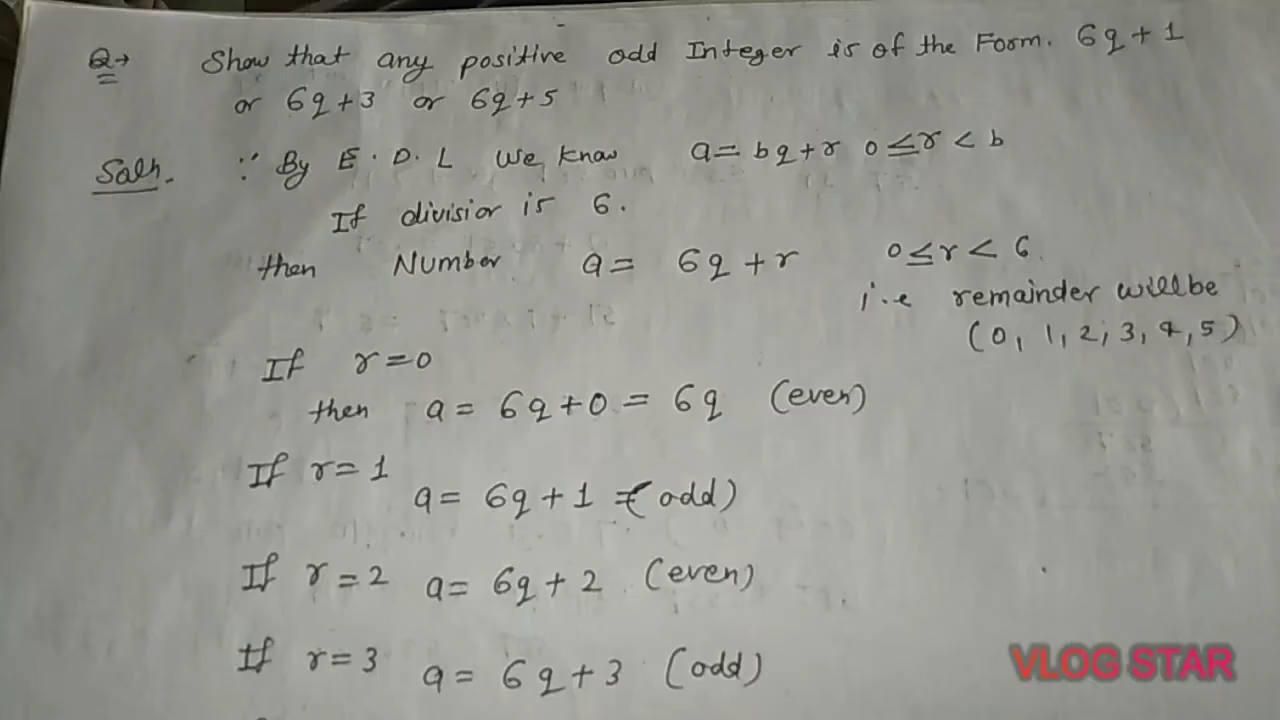 Q→ Show that any positive odd Integer is of the Form. 6q + 1
or 6q + 3 or 6q + 5
Soln. ∵ By E. D. L We know a = bq + r 0 ≤ r < b
If divisior is 6.
then Number a = 6q + r 0 ≤ r < 6.
i.e remainder will be
(0, 1, 2, 3, 4, 5)
If r = 0
then a = 6q + 0 = 6q (even)
If r = 1
a = 6q + 1 (odd)
If r = 2 a = 6q + 2 (even)
If r = 3 a = 6q + 3 (odd)
VLOG STAR